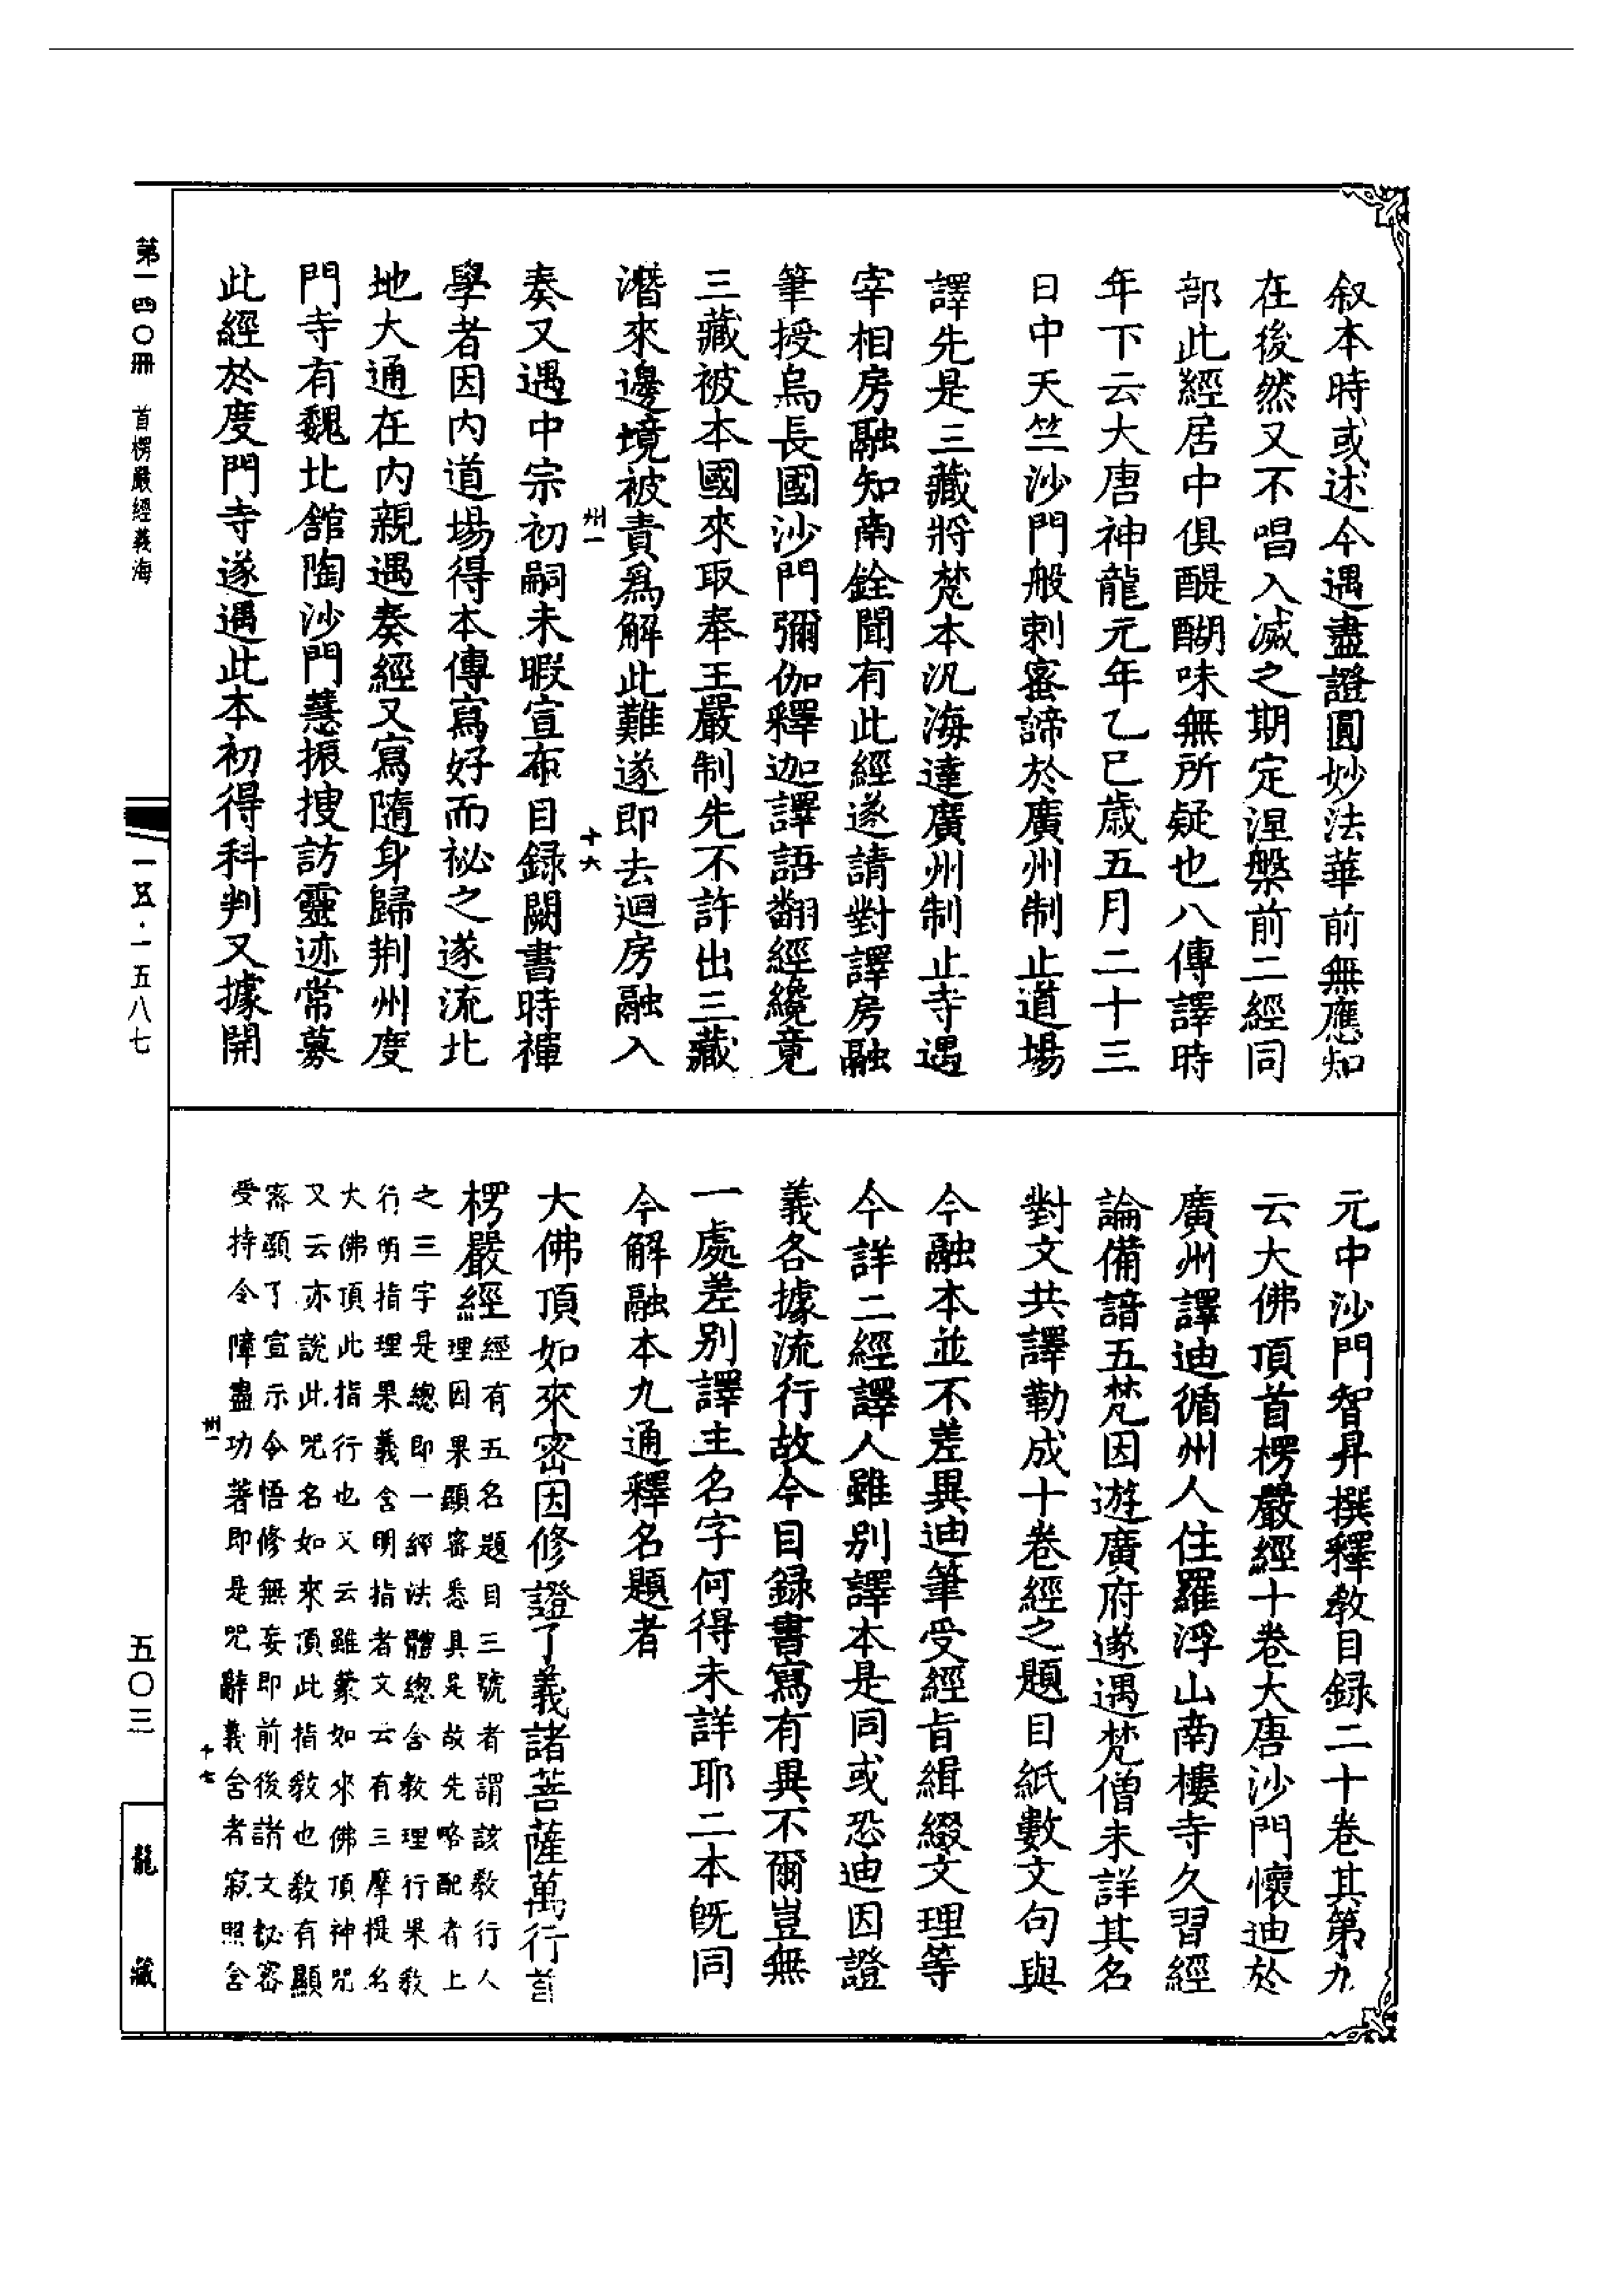 叙本時或述今遇盡證圓妙法華前無應知
在後然又不唱入滅之期定涅槃前二經同
部此經居中俱醍醐味無所疑也八傳譯時
年下云大唐神龍元年乙巳歳五月二十三
日中天竺沙門般剌蜜諦於廣州制止道場
譯先是三藏將梵本汎海達廣州制止寺遇
宰相房融知南銓聞有此經遂請對譯房融
筆授烏長國沙門彌伽釋迦譯語翻經纔竟
三藏被本國來取奉王嚴制先不許出三藏
潛來邊境被責爲解此難遂即去迴房融入
州一
十六
奏又遇中宗初嗣未暇宣布目録闕書時禪
學者因内道場得本傳寫好而祕之遂流北
地大通在内親遇奏經又寫隨身歸荆州度
門寺有魏北舘陶沙門慧振搜訪靈迹常慕
此經於度門寺遂遇此本初得科判又據開
元中沙門智昇撰釋教目録二十卷其第九
云大佛頂首楞嚴經十卷大唐沙門懷迪於
廣州譯迪循州人住羅浮山南樓寺久習經
論備諳五梵因遊廣府遂遇梵僧未詳其名
對文共譯勒成十卷經之題目紙數文句與
今融本並不差異迪筆受經旨緝綴文理等
今詳二經譯人雖别譯本是同或恐迪因證
義各據流行故今目録書寫有異不爾豈無
一處差别譯主名字何得未詳耶二本旣同
今解融本九通釋名題者
大佛頂如來密因修證了義諸菩薩萬行首
楞嚴經
經有五名題目三號者謂該教行人
理因果顯密悉具足故先略配者上
之三字是總即一經法體總含教理行果教
行明指理果義含明指者文云有三摩提名
大佛頂此指行也又云雖蒙如來佛頂神咒
又云亦說此咒名如來頂此指教也教有顯
密顯了宣示令悟修無妄即前後諸文祕密
受持令障盡功著即是咒辭義含者寂照含
州一
十七
第一四〇册　首楞嚴經義海
一五五·一五八七
五〇三
龍藏